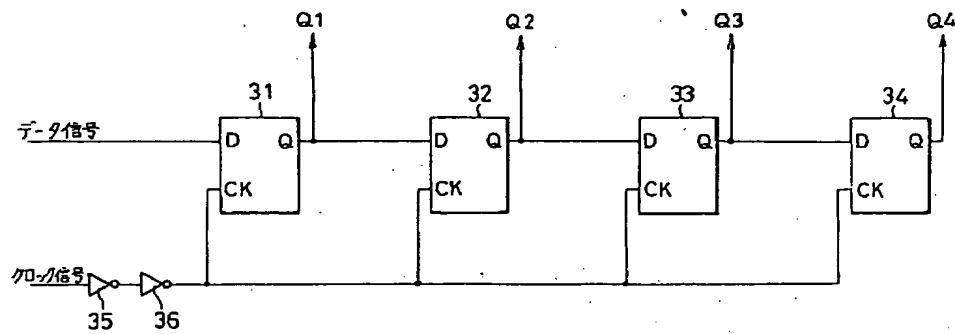 Q1 Q2 Q3 Q4
31 32 33 34
データ信号 D Q D Q D Q D Q
CK CK CK CK
クロック信号
35 36